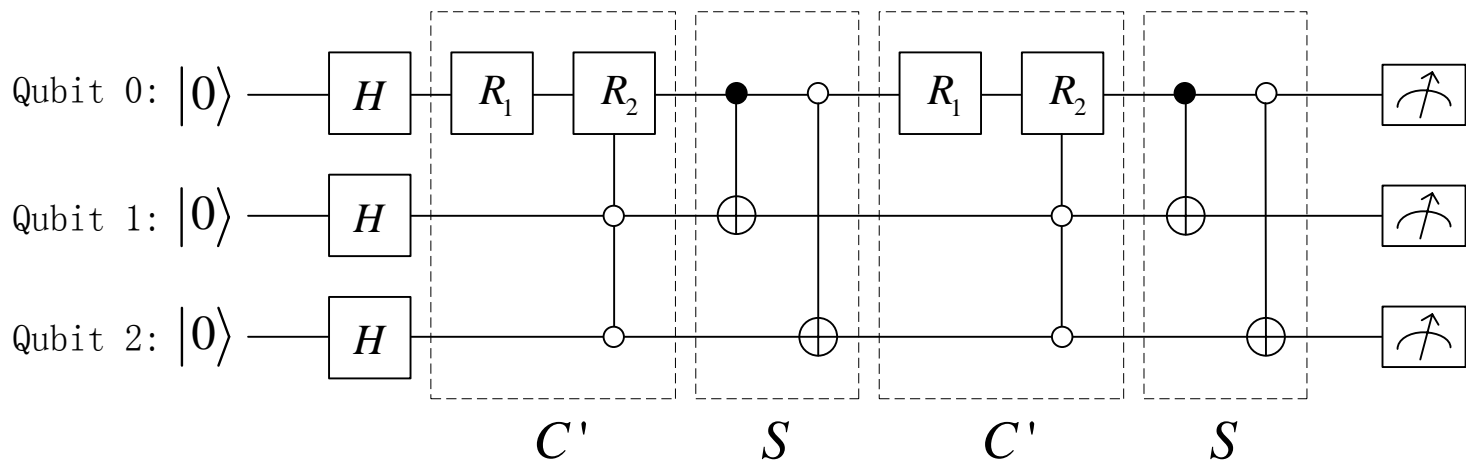 Qubit 0: |0⟩ H R₁ R₂ R₁ R₂
Qubit 1: |0⟩ H
Qubit 2: |0⟩ H
C' S C' S